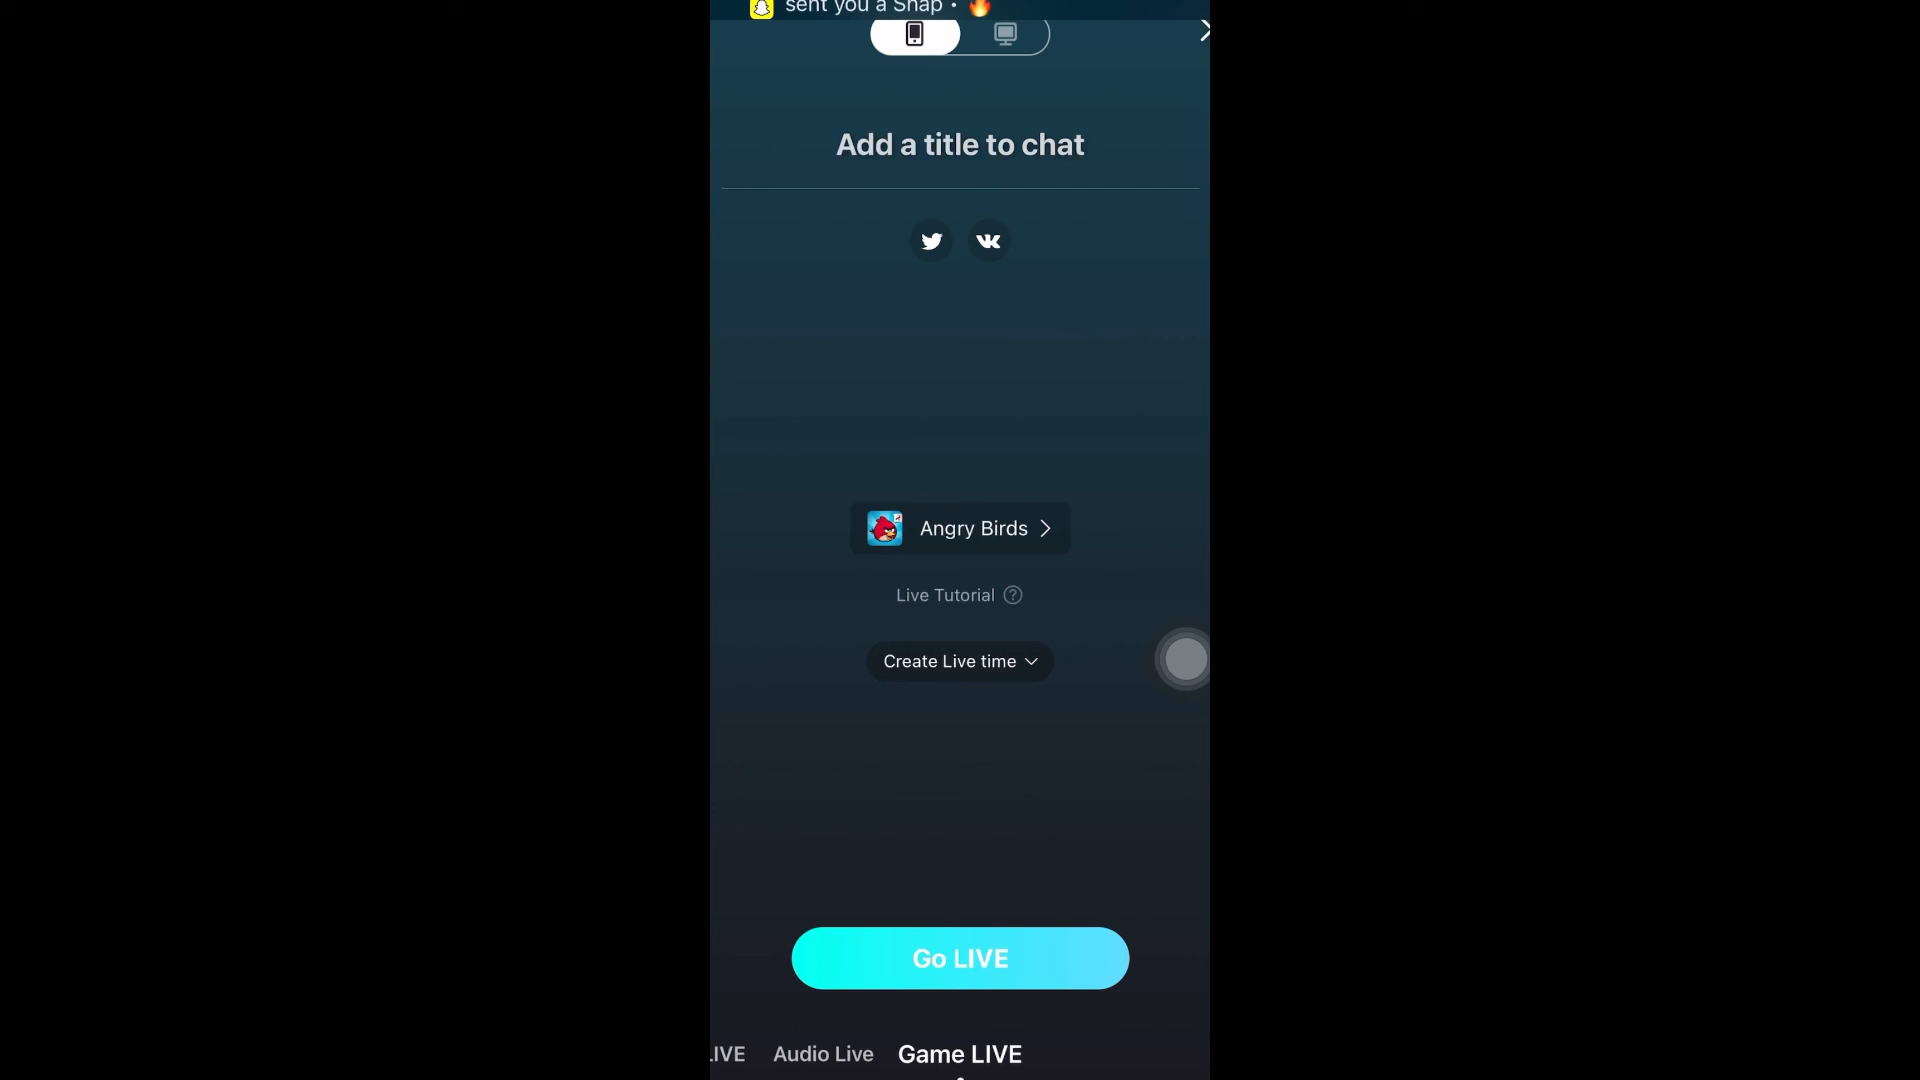 sent you a Snap •
Add a title to chat
Angry Birds
Live Tutorial ?
Create Live time
Go LIVE
LIVE Audio Live Game LIVE